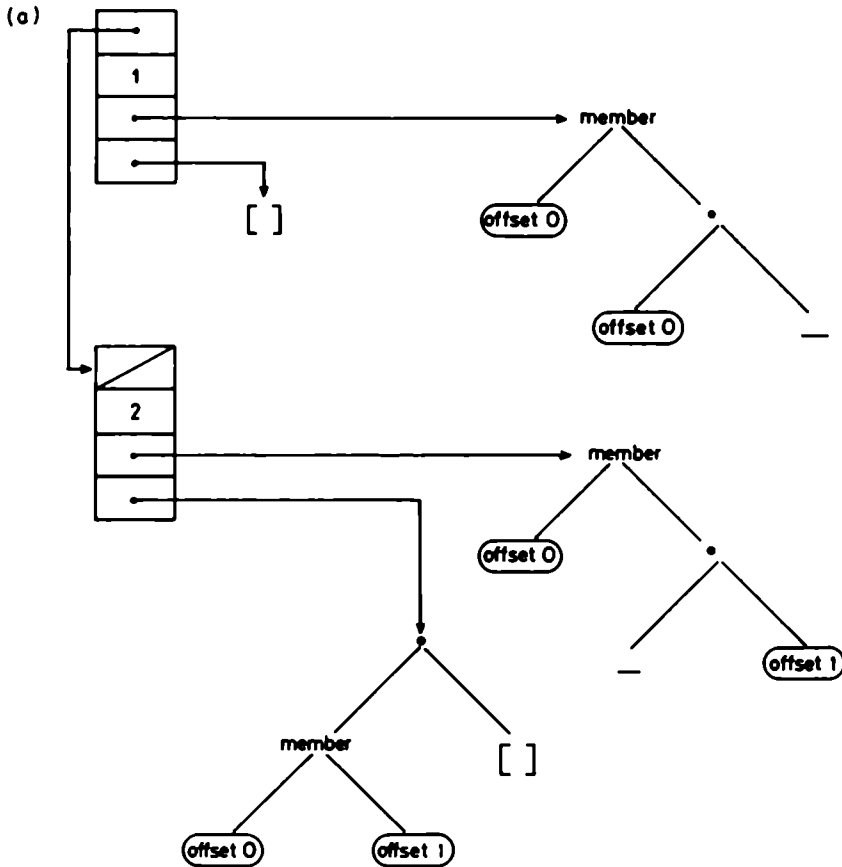 (a)
1
member
[ ]
offset 0
•
offset 0
—
2
member
offset 0
•
—
offset 1
•
member
[ ]
offset 0
offset 1